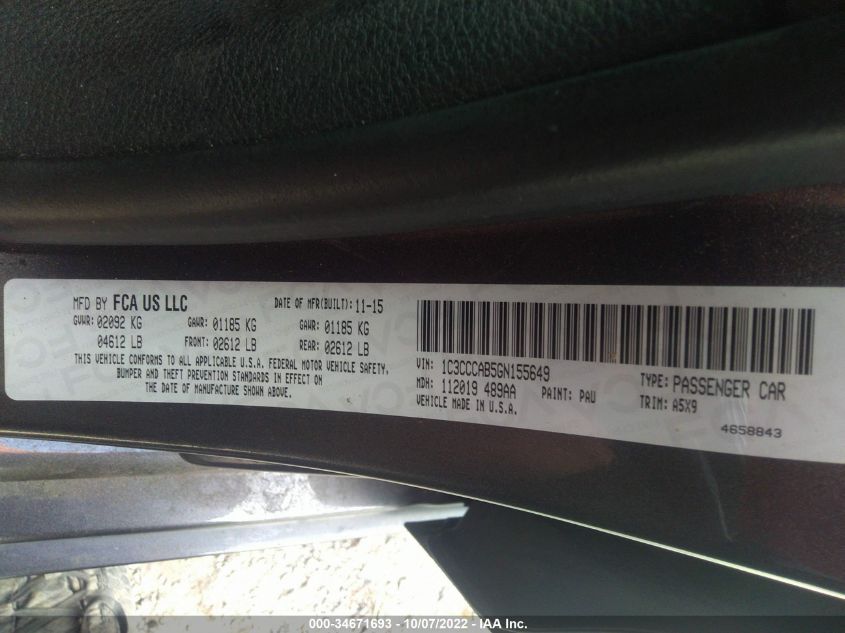 MFD BY FCA US LLC DATE OF MFR(BUILT): 11-15
GVWR: 02092 KG GAWR: 01185 KG GAWR: 01185 KG
04612 LB FRONT: 02612 LB REAR: 02612 LB
THIS VEHICLE CONFORMS TO ALL APPLICABLE U.S.A. FEDERAL MOTOR VEHICLE SAFETY,
BUMPER AND THEFT PREVENTION STANDARDS IN EFFECT ON
THE DATE OF MANUFACTURE SHOWN ABOVE.
VIN: 1C3CCCAB5GN155649
MDH: 112019 489AA PAINT: PAU
VEHICLE MADE IN U.S.A.
TYPE: PASSENGER CAR
TRIM: A5X9
4658843
000-34671693 - 10/07/2022 - IAA Inc.